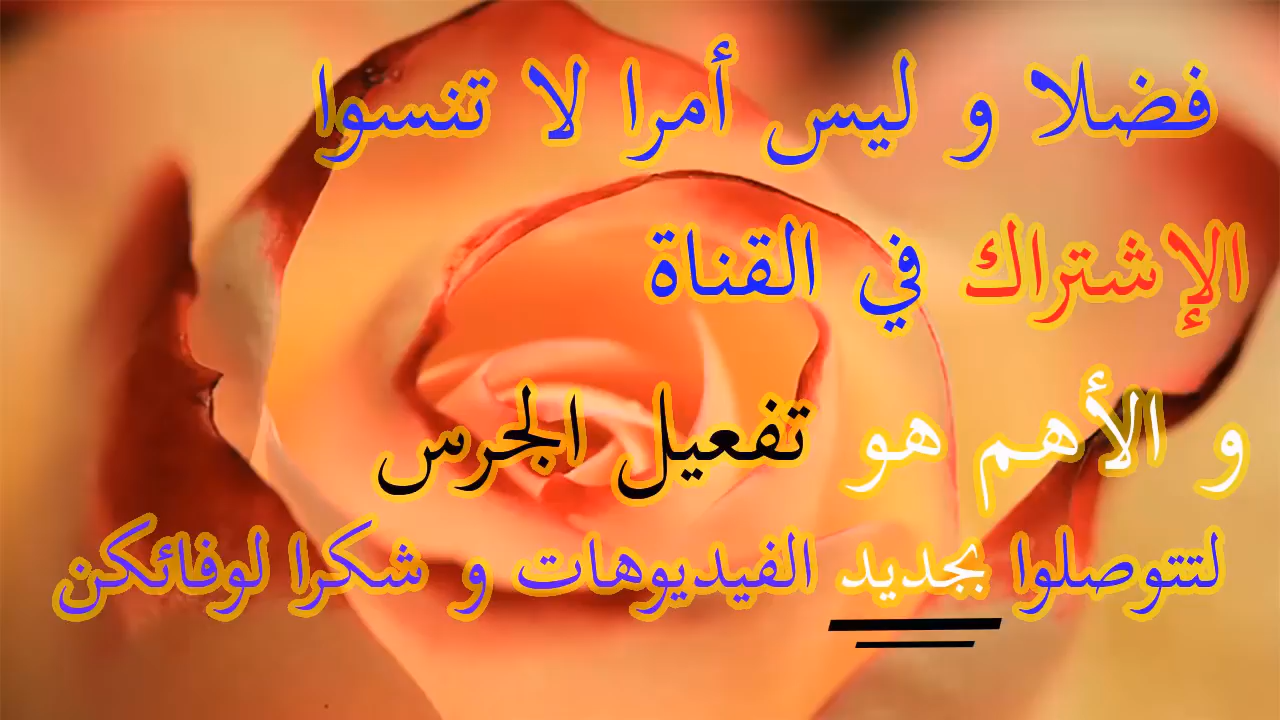 فضلا و ليس أمرا لا تنسوا
الإشتراك في القناة
و الأهم هو تفعيل الجرس
لتتوصلوا بجديد الفيديوهات و شكرا لوفائكن